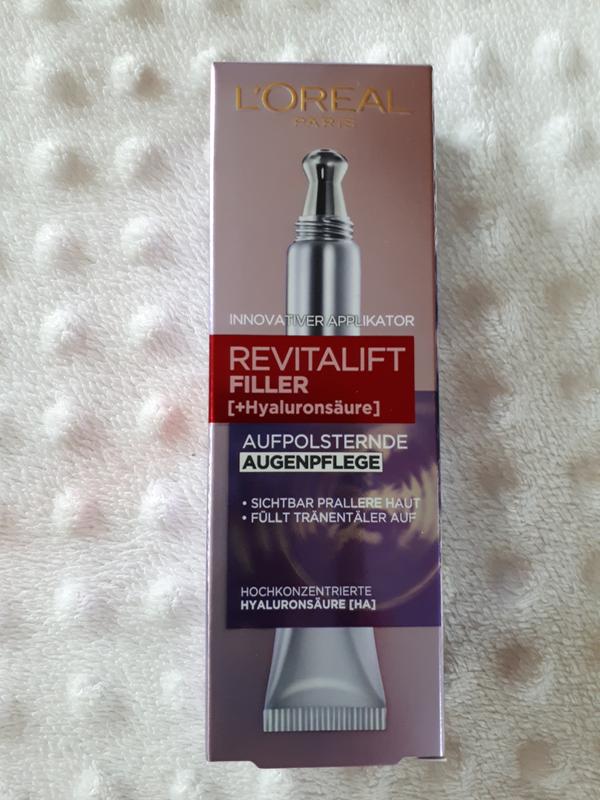 L'ORÉAL
PARIS
INNOVATIVER APPLIKATOR
REVITALIFT
FILLER
[+Hyaluronsäure]
AUFPOLSTERNDE
AUGENPFLEGE
• SICHTBAR PRALLERE HAUT
• FÜLLT TRÄNENTÄLER AUF
HOCHKONZENTRIERTE
HYALURONSÄURE [HA]